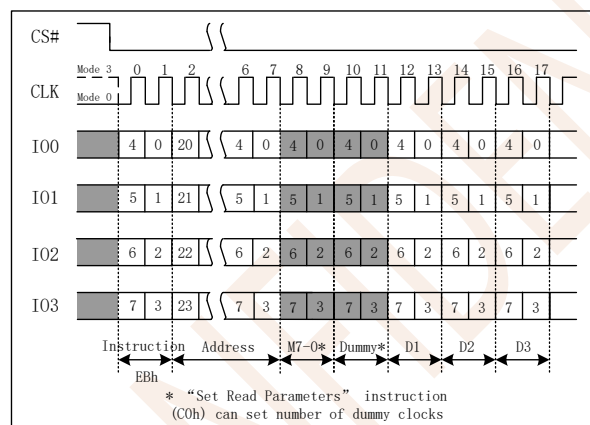 CS#
Mode 3 0 1 2 6 7 8 9 10 11 12 13 14 15 16 17
CLK
Mode 0
IO0 4 0 20 4 0 4 0 4 0 4 0 4 0 4 0
IO1 5 1 21 5 1 5 1 5 1 5 1 5 1 5 1
IO2 6 2 22 6 2 6 2 6 2 6 2 6 2 6 2
IO3 7 3 23 7 3 7 3 7 3 7 3 7 3 7 3
Instruction Address M7-0* Dummy* D1 D2 D3
EBh
* “Set Read Parameters” instruction
(C0h) can set number of dummy clocks